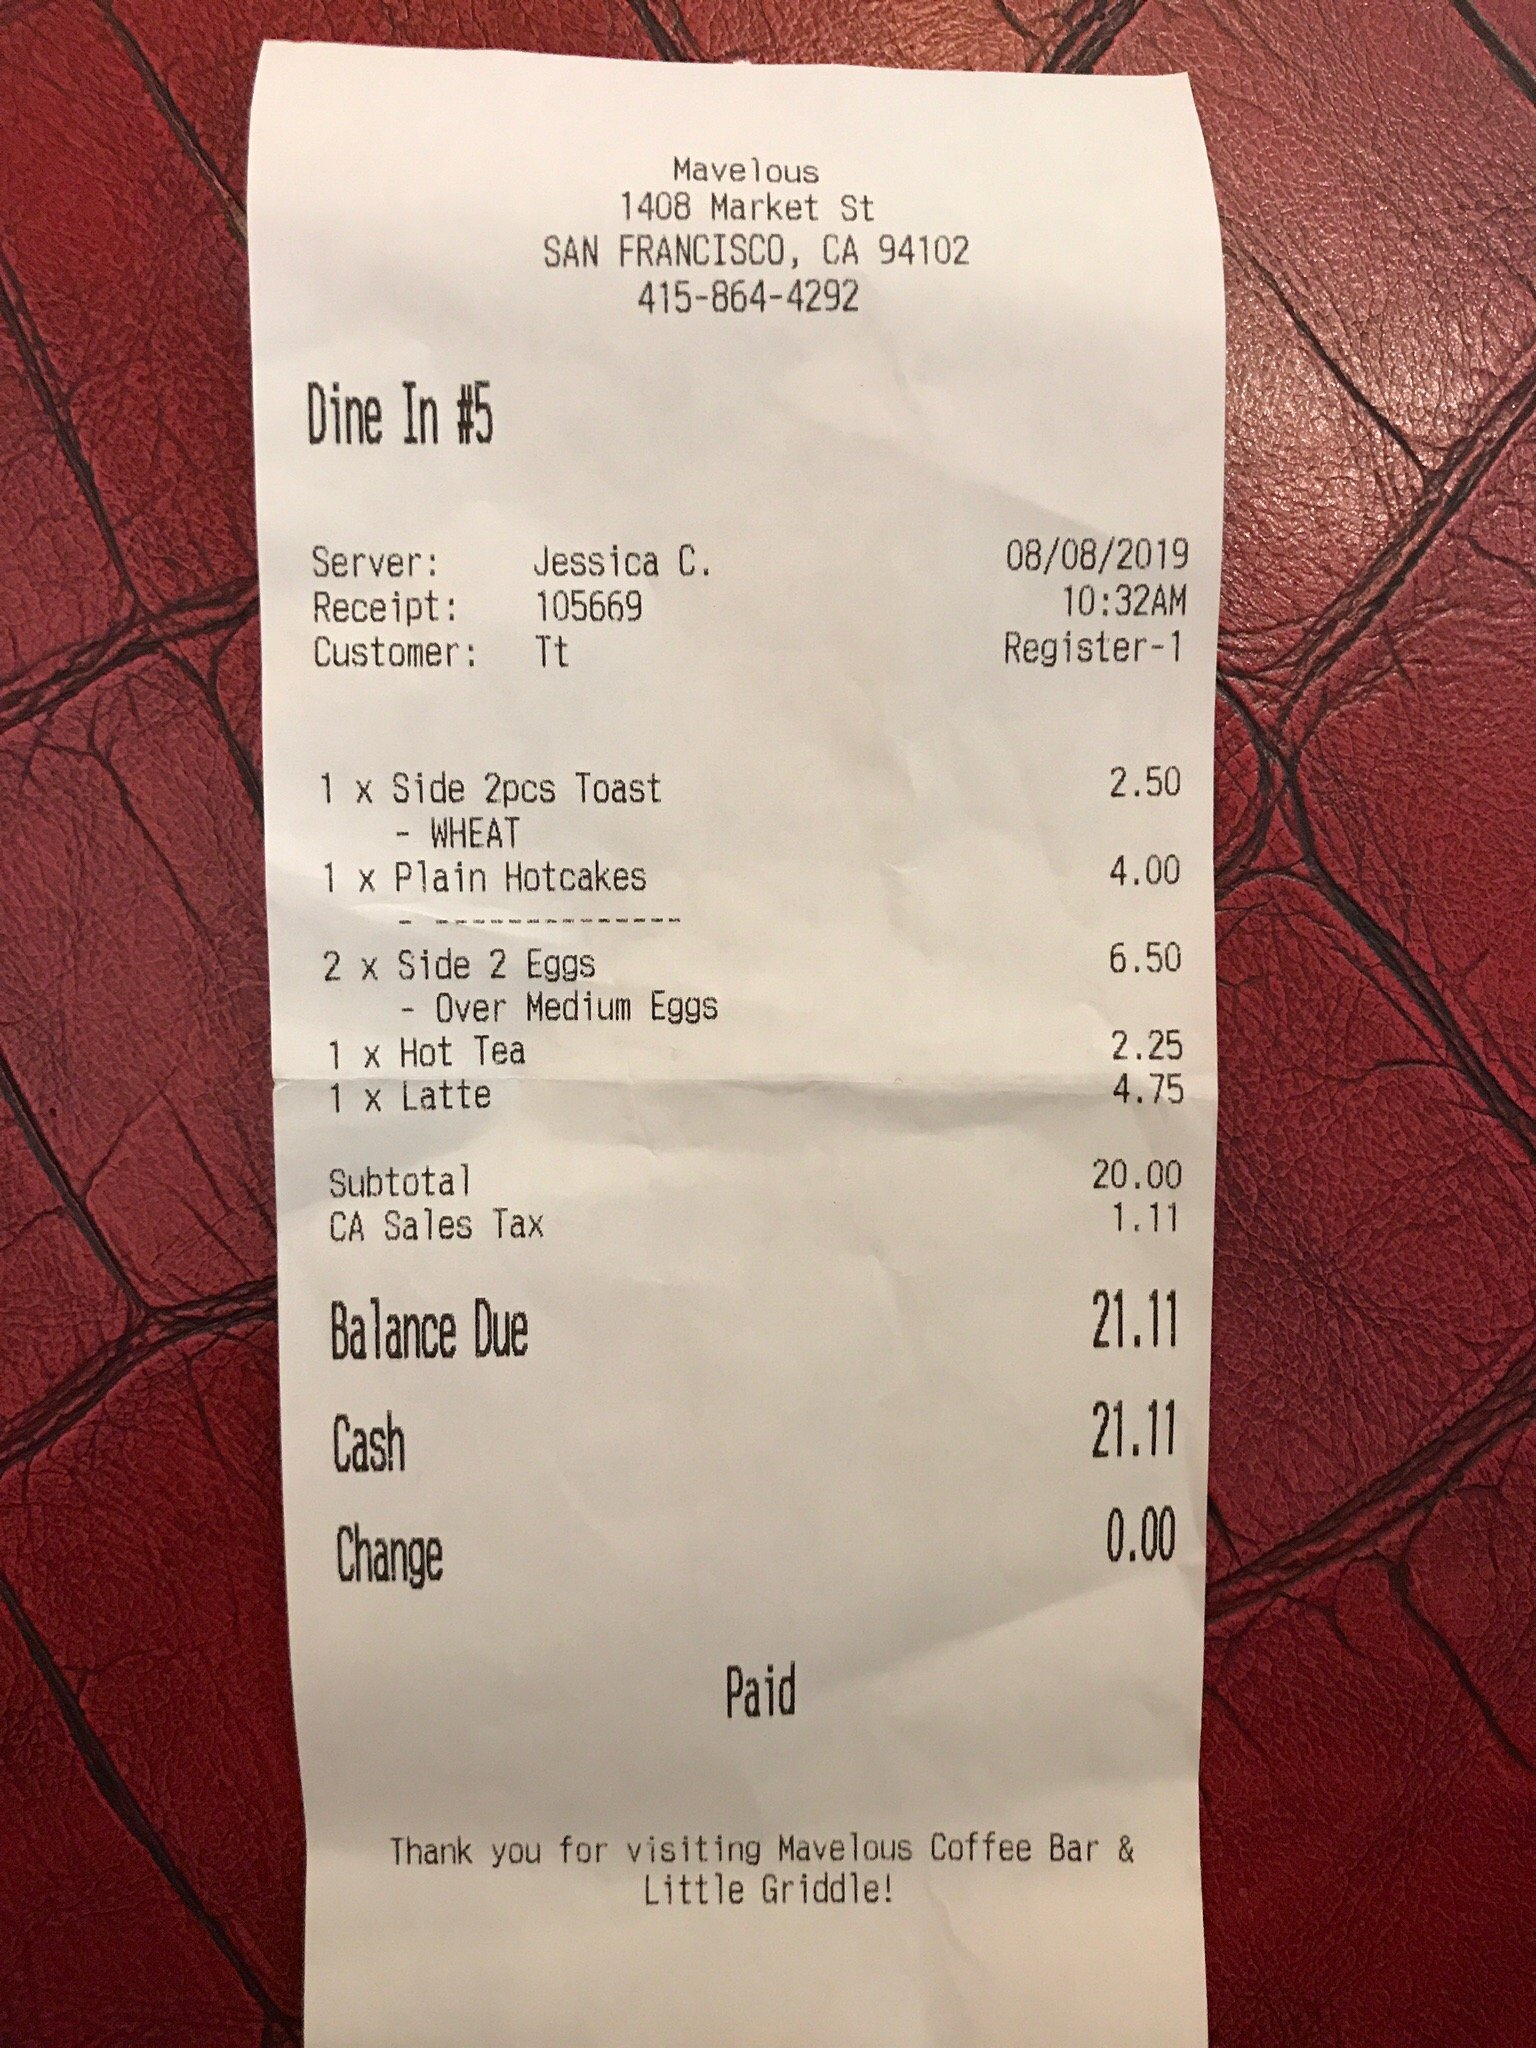 Mavelous
1408 Market St
SAN FRANCISCO, CA 94102
415-864-4292
Dine In #5
Server: Jessica C. 08/08/2019
Receipt: 105669 10:32AM
Customer: Tt Register-1
1 x Side 2pcs Toast 2.50
- WHEAT
1 x Plain Hotcakes 4.00
- --------------
2 x Side 2 Eggs 6.50
- Over Medium Eggs
1 x Hot Tea 2.25
1 x Latte 4.75
Subtotal 20.00
CA Sales Tax 1.11
Balance Due 21.11
Cash 21.11
Change 0.00
Paid
Thank you for visiting Mavelous Coffee Bar &
Little Griddle!